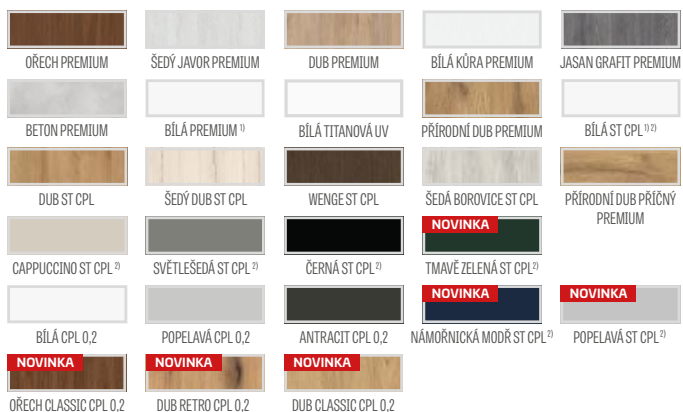 OŘECH PREMIUM
ŠEDÝ JAVOR PREMIUM
DUB PREMIUM
BÍLÁ KŮRA PREMIUM
JASAN GRAFIT PREMIUM
BETON PREMIUM
BÍLÁ PREMIUM 1)
BÍLÁ TITANOVÁ UV
PŘÍRODNÍ DUB PREMIUM
BÍLÁ ST CPL 1) 2)
DUB ST CPL
ŠEDÝ DUB ST CPL
WENGE ST CPL
ŠEDÁ BOROVICE ST CPL
PŘÍRODNÍ DUB PŘÍČNÝ
PREMIUM
CAPPUCCINO ST CPL 2)
SVĚTLEŠEDÁ ST CPL 2)
ČERNÁ ST CPL 2)
NOVINKA
TMAVĚ ZELENÁ ST CPL 2)
BÍLÁ CPL 0,2
POPELAVÁ CPL 0,2
ANTRACIT CPL 0,2
NOVINKA
NÁMOŘNICKÁ MODŘ ST CPL 2)
NOVINKA
POPELAVÁ ST CPL 2)
NOVINKA
OŘECH CLASSIC CPL 0,2
NOVINKA
DUB RETRO CPL 0,2
NOVINKA
DUB CLASSIC CPL 0,2